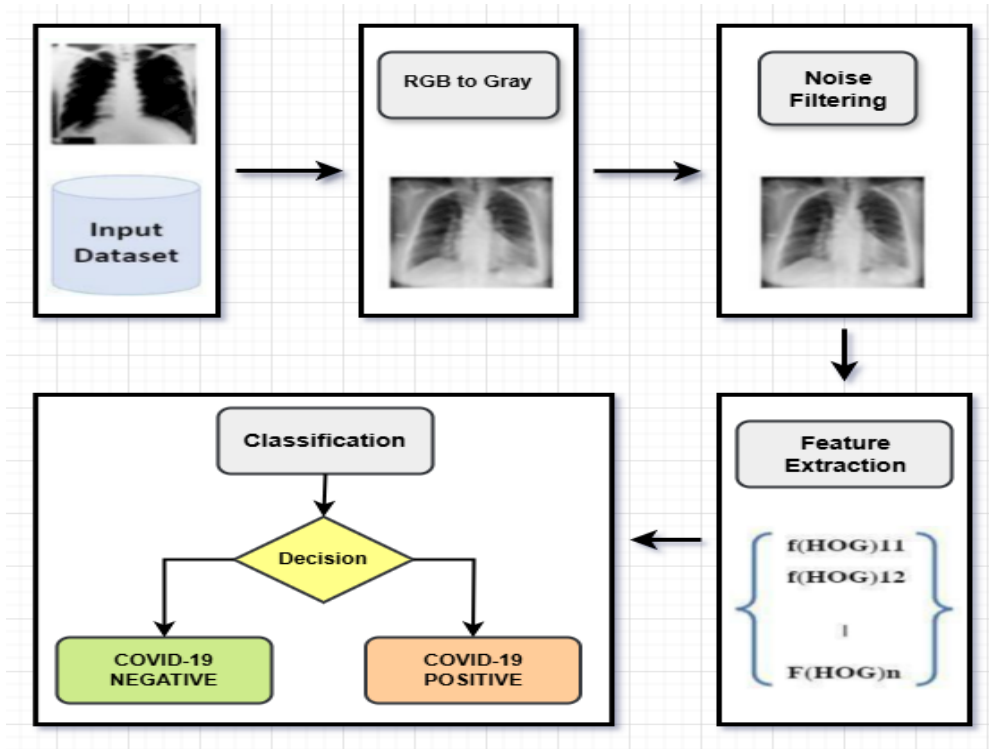 Input
Dataset
RGB to Gray
Noise
Filtering
Feature
Extraction
f(HOG)11
f(HOG)12
F(HOG)n
Classification
Decision
COVID-19
NEGATIVE
COVID-19
POSITIVE